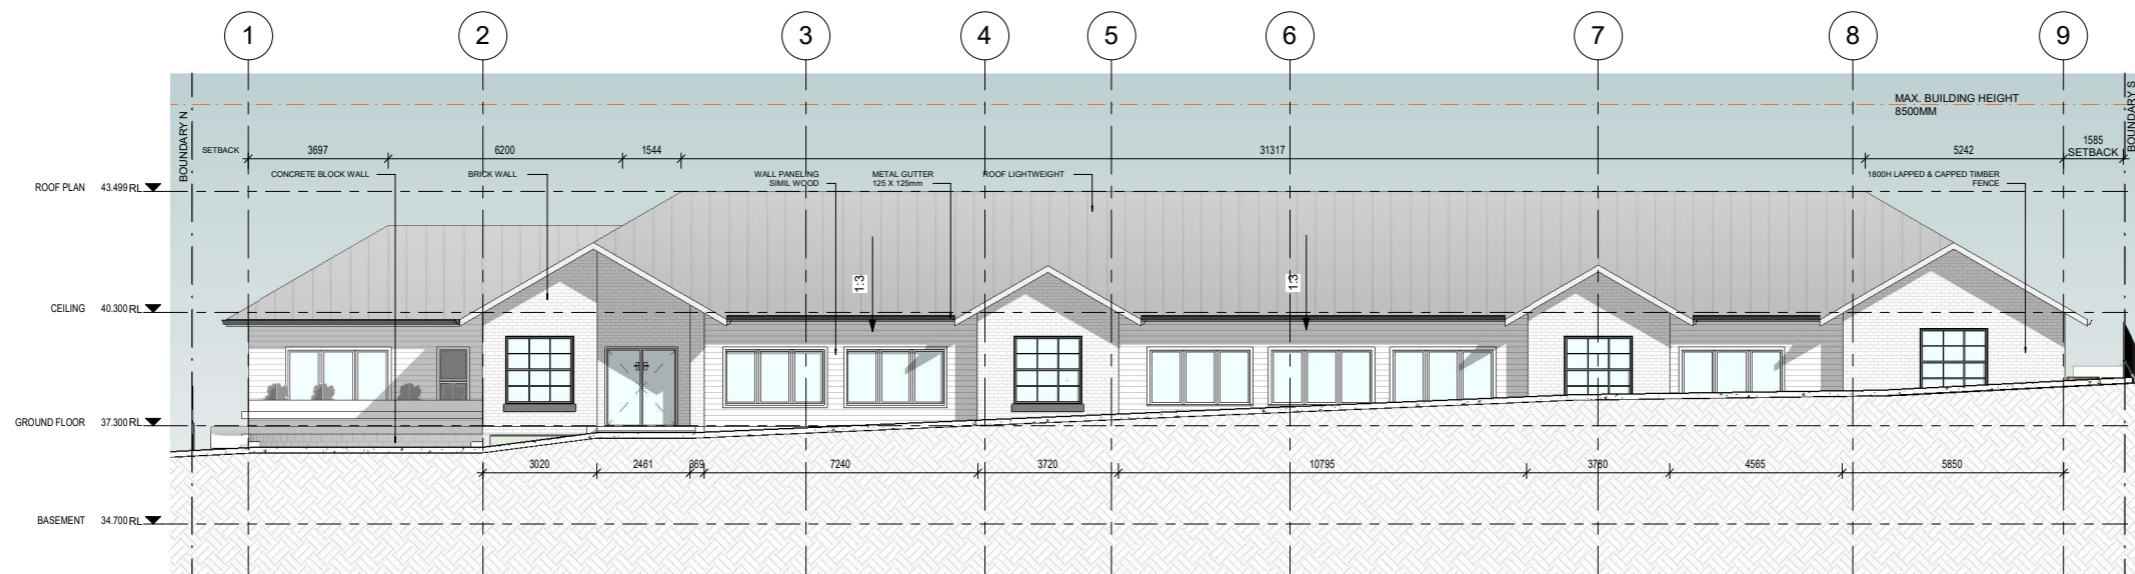 1 2 3 4 5 6 7 8 9
MAX. BUILDING HEIGHT
8500MM
BOUNDARY N
BOUNDARY S
SETBACK 3697 6200 1544 31317 5242 1585
SETBACK
CONCRETE BLOCK WALL
BRICK WALL
WALL PANELING
SIMIL WOOD
METAL GUTTER
125 X 125mm
ROOF LIGHTWEIGHT
1800H LAPPED & CAPPED TIMBER
FENCE
ROOF PLAN 43.499 RL
1:3
1:3
CEILING 40.300 RL
GROUND FLOOR 37.300 RL
3020 2461 369 7240 3720 10795 3780 4565 5850
BASEMENT 34.700 RL